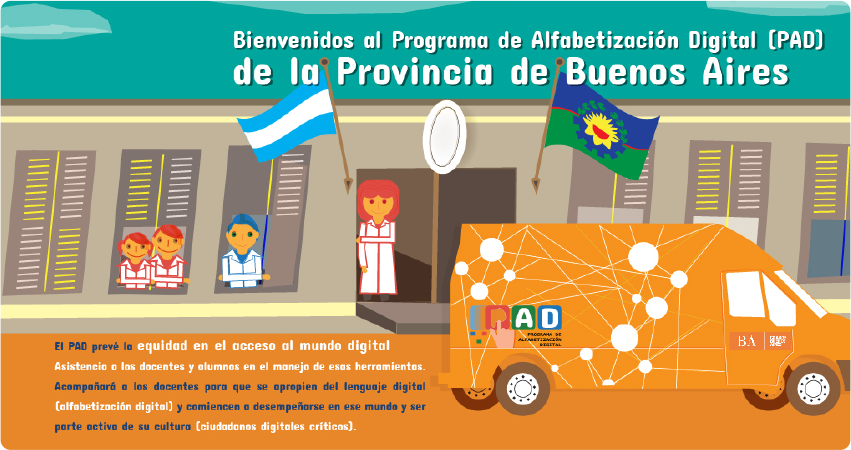 Bienvenidos al Programa de Alfabetización Digital (PAD)
de la Provincia de Buenos Aires
PAD
PROGRAMA DE
ALFABETIZACIÓN
DIGITAL
BA
El PAD prevé la equidad en el acceso al mundo digital
Asistencia a los docentes y alumnos en el manejo de esas herramientas.
Acompañará a los docentes para que se apropien del lenguaje digital
(alfabetización digital) y comiencen a desempeñarse en ese mundo y ser
parte activa de su cultura (ciudadanos digitales críticos).